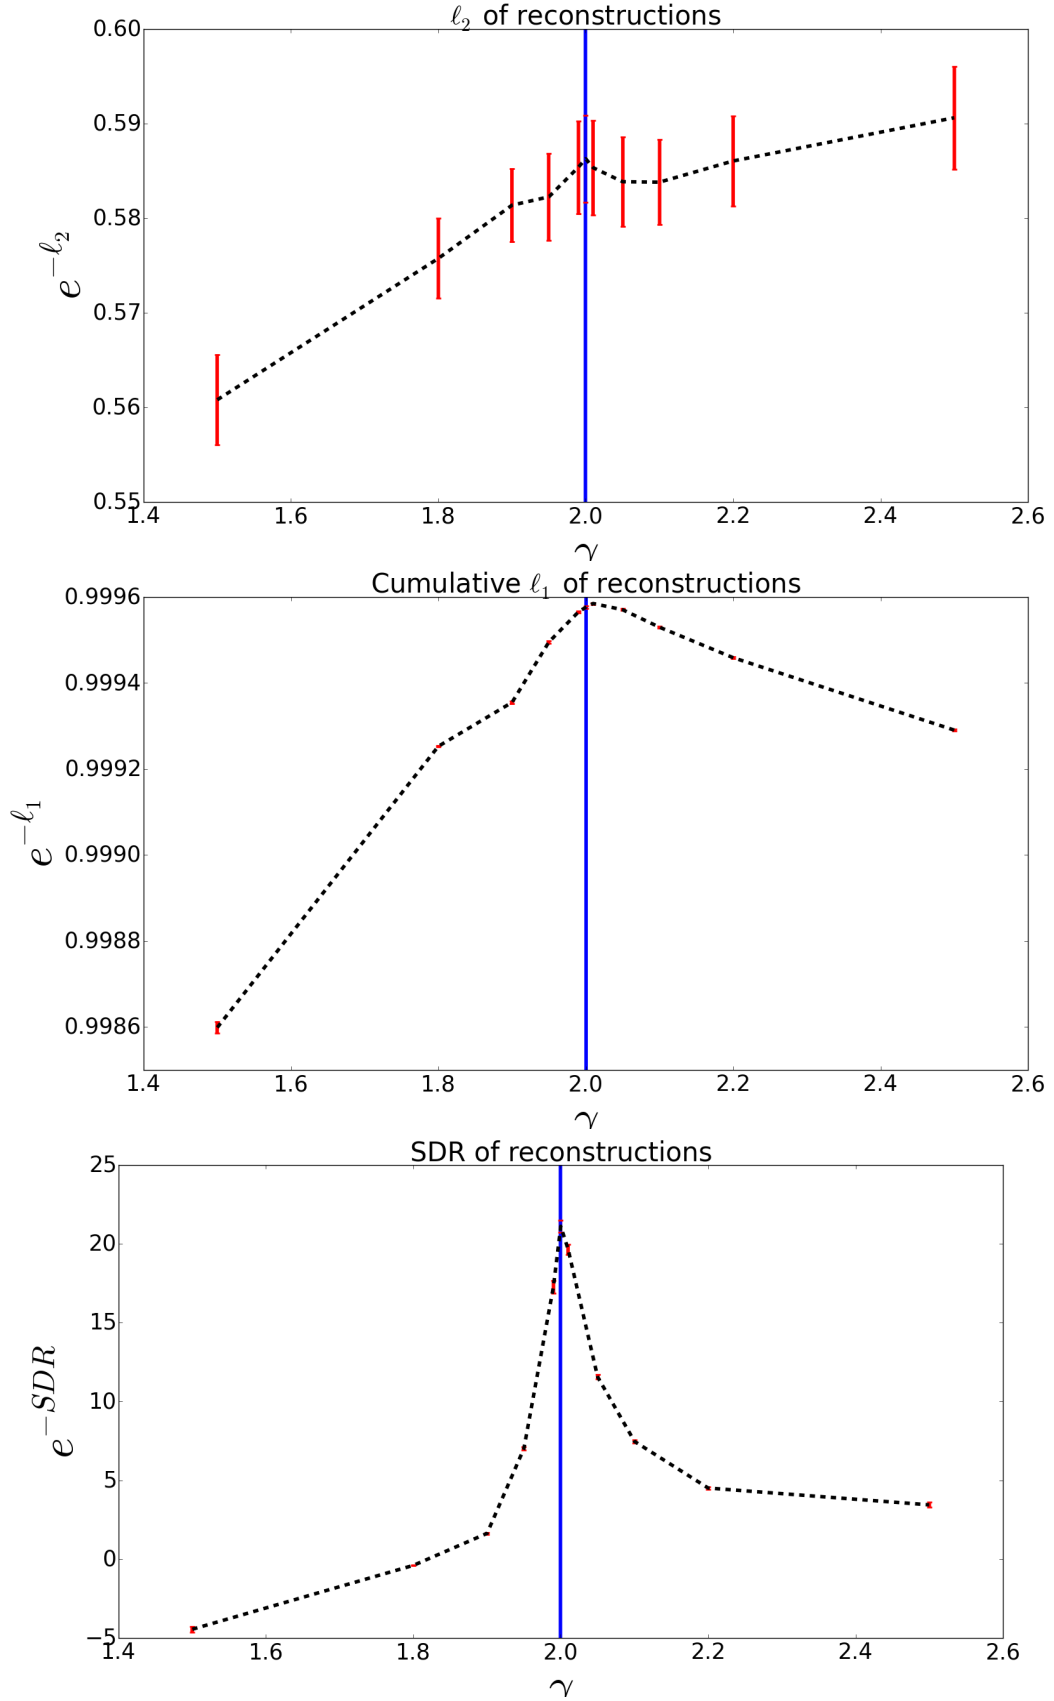 ℓ₂ of reconstructions
0.60
0.59
0.58
0.57
0.56
0.55
e^{−ℓ₂}
1.4 1.6 1.8 2.0 2.2 2.4 2.6
γ
Cumulative ℓ₁ of reconstructions
0.9996
0.9994
0.9992
0.9990
0.9988
0.9986
e^{−ℓ₁}
1.4 1.6 1.8 2.0 2.2 2.4 2.6
γ
SDR of reconstructions
25
20
15
10
5
0
−5
e^{−SDR}
1.4 1.6 1.8 2.0 2.2 2.4 2.6
γ